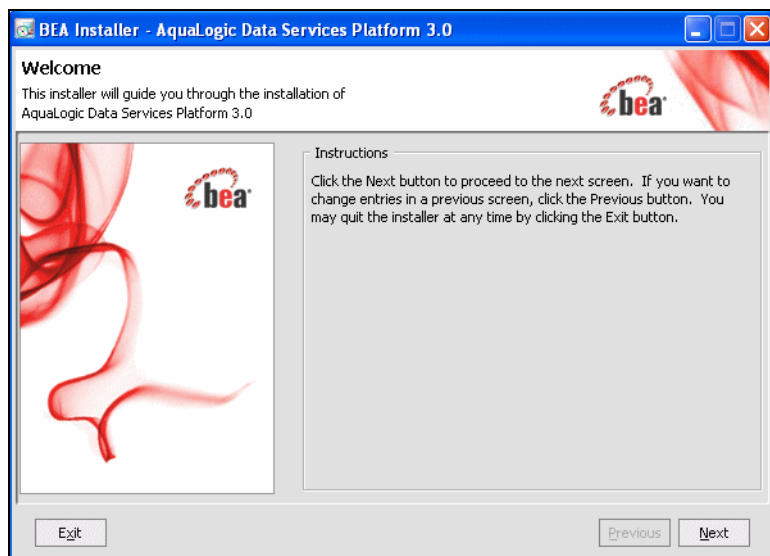 BEA Installer - AquaLogic Data Services Platform 3.0
Welcome
This installer will guide you through the installation of
AquaLogic Data Services Platform 3.0
bea
bea
Instructions
Click the Next button to proceed to the next screen. If you want to
change entries in a previous screen, click the Previous button. You
may quit the installer at any time by clicking the Exit button.
Exit
Previous
Next